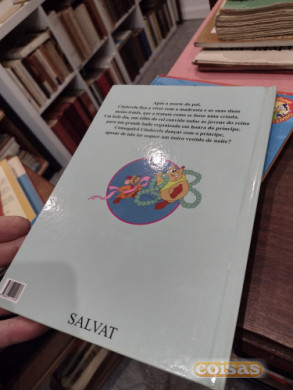 Após a morte do pai,
Cinderela fica a viver com a madrasta e as suas duas
meias-irmãs, que a tratam como se fosse uma criada.
Um belo dia, um édito do rei convida todas as jovens do reino
para um grande baile organizado em honra do príncipe.
Conseguirá Cinderela dançar com o príncipe,
apesar de não ter sequer um único vestido de noite?
SALVAT
coisas